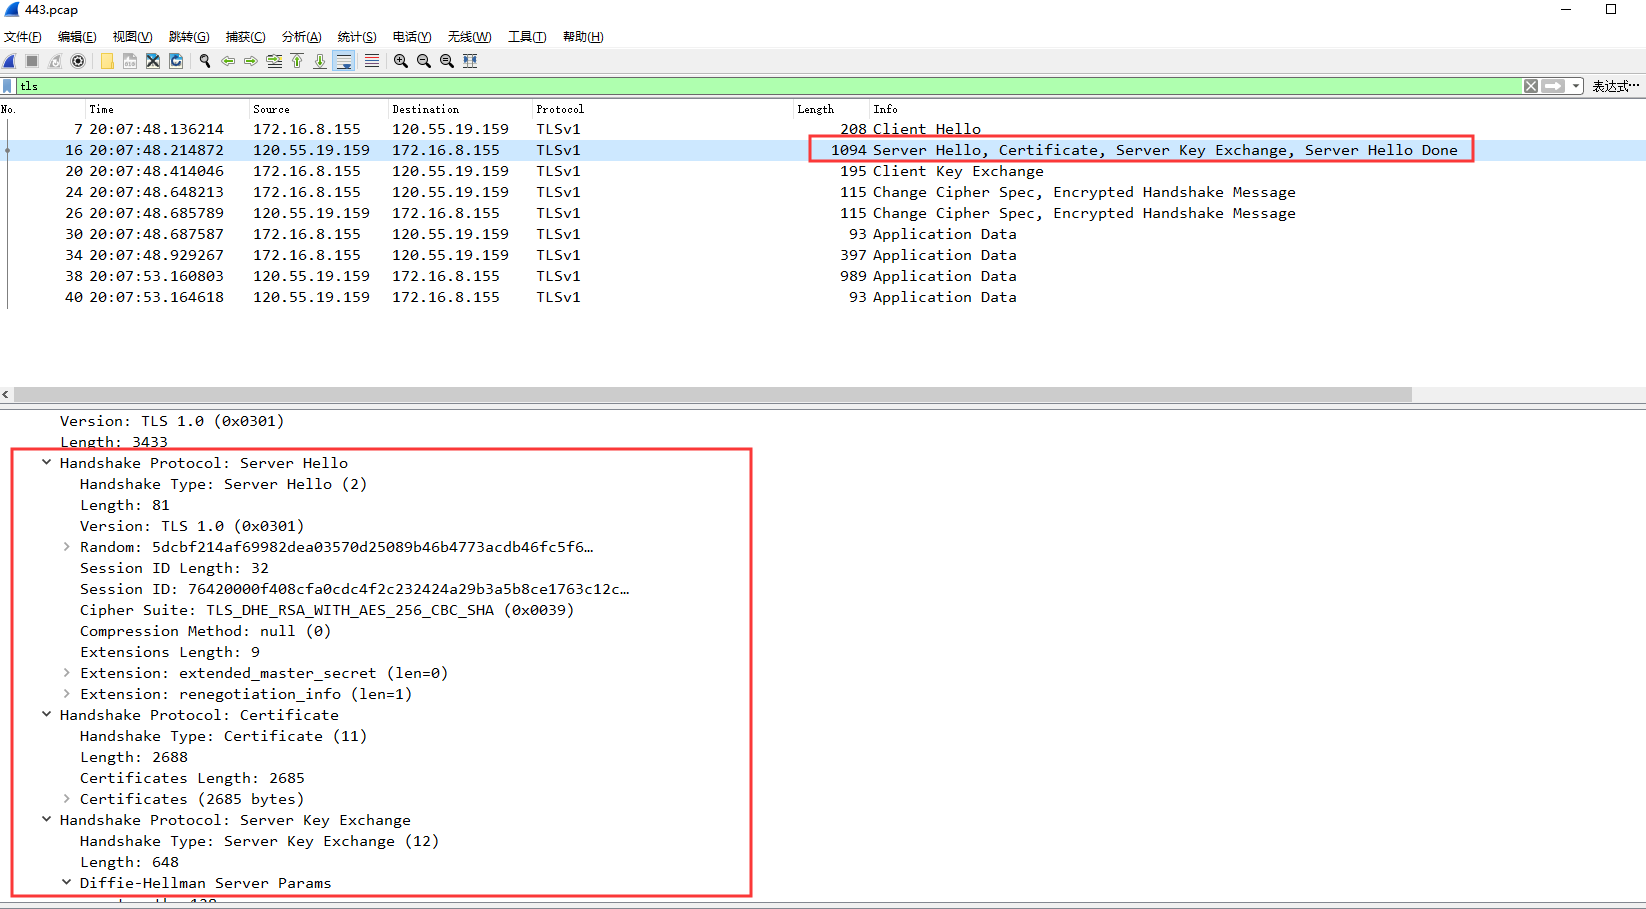 443.pcap
文件(F) 编辑(E) 视图(V) 跳转(G) 捕获(C) 分析(A) 统计(S) 电话(Y) 无线(W) 工具(T) 帮助(H)
tls 表达式…
No. Time Source Destination Protocol Length Info
7 20:07:48.136214 172.16.8.155 120.55.19.159 TLSv1 208 Client Hello
16 20:07:48.214872 120.55.19.159 172.16.8.155 TLSv1 1094 Server Hello, Certificate, Server Key Exchange, Server Hello Done
20 20:07:48.414046 172.16.8.155 120.55.19.159 TLSv1 195 Client Key Exchange
24 20:07:48.648213 172.16.8.155 120.55.19.159 TLSv1 115 Change Cipher Spec, Encrypted Handshake Message
26 20:07:48.685789 120.55.19.159 172.16.8.155 TLSv1 115 Change Cipher Spec, Encrypted Handshake Message
30 20:07:48.687587 172.16.8.155 120.55.19.159 TLSv1 93 Application Data
34 20:07:48.929267 172.16.8.155 120.55.19.159 TLSv1 397 Application Data
38 20:07:53.160803 120.55.19.159 172.16.8.155 TLSv1 989 Application Data
40 20:07:53.164618 120.55.19.159 172.16.8.155 TLSv1 93 Application Data
Version: TLS 1.0 (0x0301)
Length: 3433
Handshake Protocol: Server Hello
Handshake Type: Server Hello (2)
Length: 81
Version: TLS 1.0 (0x0301)
Random: 5dcbf214af69982dea03570d25089b46b4773acdb46fc5f6…
Session ID Length: 32
Session ID: 76420000f408cfa0cdc4f2c232424a29b3a5b8ce1763c12c…
Cipher Suite: TLS_DHE_RSA_WITH_AES_256_CBC_SHA (0x0039)
Compression Method: null (0)
Extensions Length: 9
Extension: extended_master_secret (len=0)
Extension: renegotiation_info (len=1)
Handshake Protocol: Certificate
Handshake Type: Certificate (11)
Length: 2688
Certificates Length: 2685
Certificates (2685 bytes)
Handshake Protocol: Server Key Exchange
Handshake Type: Server Key Exchange (12)
Length: 648
Diffie-Hellman Server Params